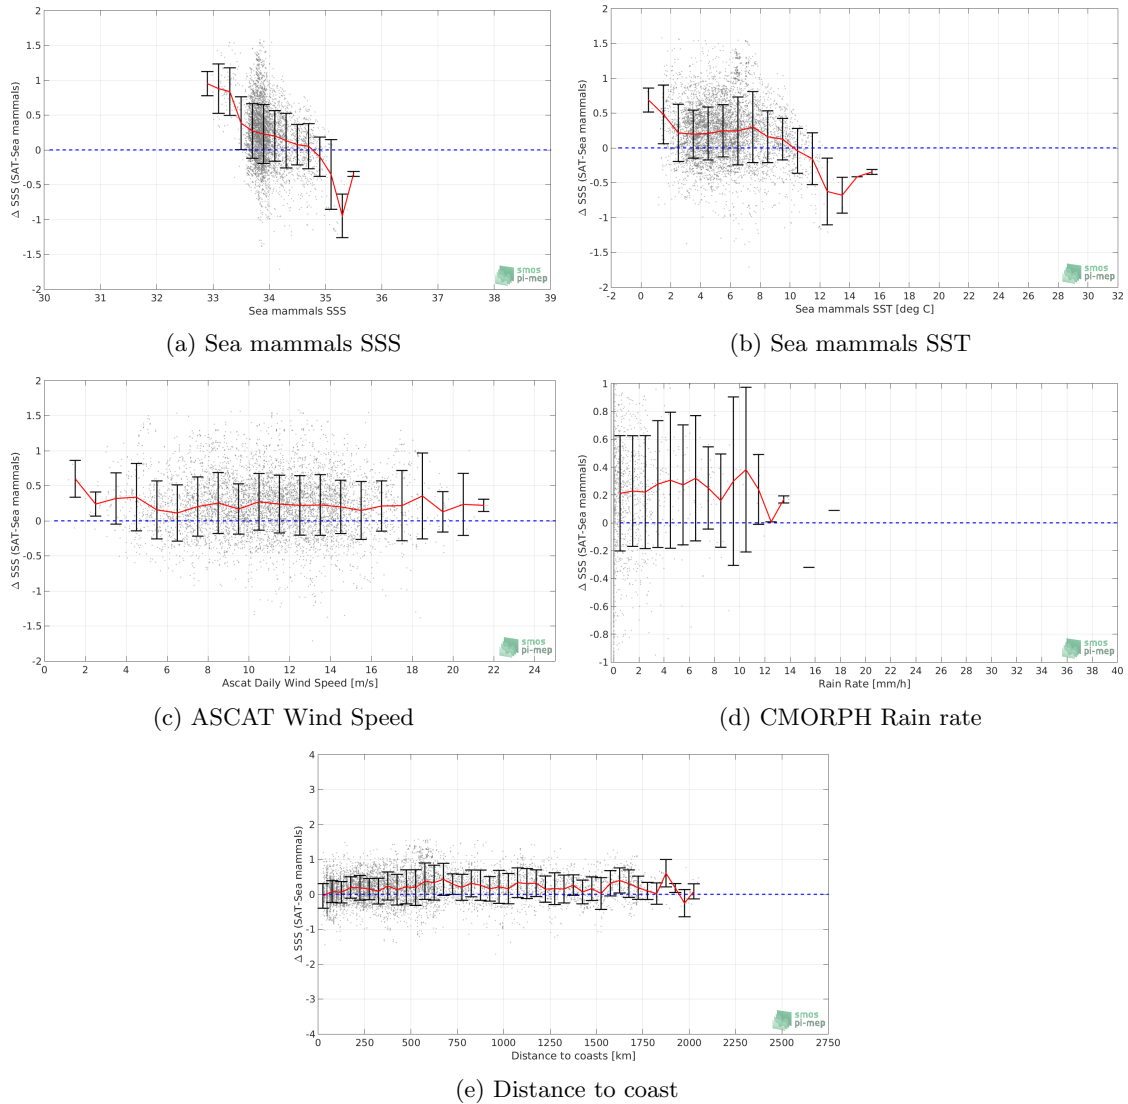 2
1.5
1
0.5
0
-0.5
-1
-1.5
-2
Δ SSS (SAT-Sea mammals)
30 31 32 33 34 35 36 37 38 39
Sea mammals SSS
smos
pi-mep
(a) Sea mammals SSS
2
1.5
1
0.5
0
-0.5
-1
-1.5
-2
Δ SSS (SAT-Sea mammals)
-2 0 2 4 6 8 10 12 14 16 18 20 22 24 26 28 30 32
Sea mammals SST [deg C]
smos
pi-mep
(b) Sea mammals SST
2
1.5
1
0.5
0
-0.5
-1
-1.5
-2
Δ SSS (SAT-Sea mammals)
0 2 4 6 8 10 12 14 16 18 20 22 24
Ascat Daily Wind Speed [m/s]
smos
pi-mep
(c) ASCAT Wind Speed
1
0.8
0.6
0.4
0.2
0
-0.2
-0.4
-0.6
-0.8
-1
Δ SSS (SAT-Sea mammals)
0 2 4 6 8 10 12 14 16 18 20 22 24 26 28 30 32 34 36 38 40
Rain Rate [mm/h]
smos
pi-mep
(d) CMORPH Rain rate
4
3
2
1
0
-1
-2
-3
-4
Δ SSS (SAT-Sea mammals)
0 250 500 750 1000 1250 1500 1750 2000 2250 2500 2750
Distance to coasts [km]
smos
pi-mep
(e) Distance to coast